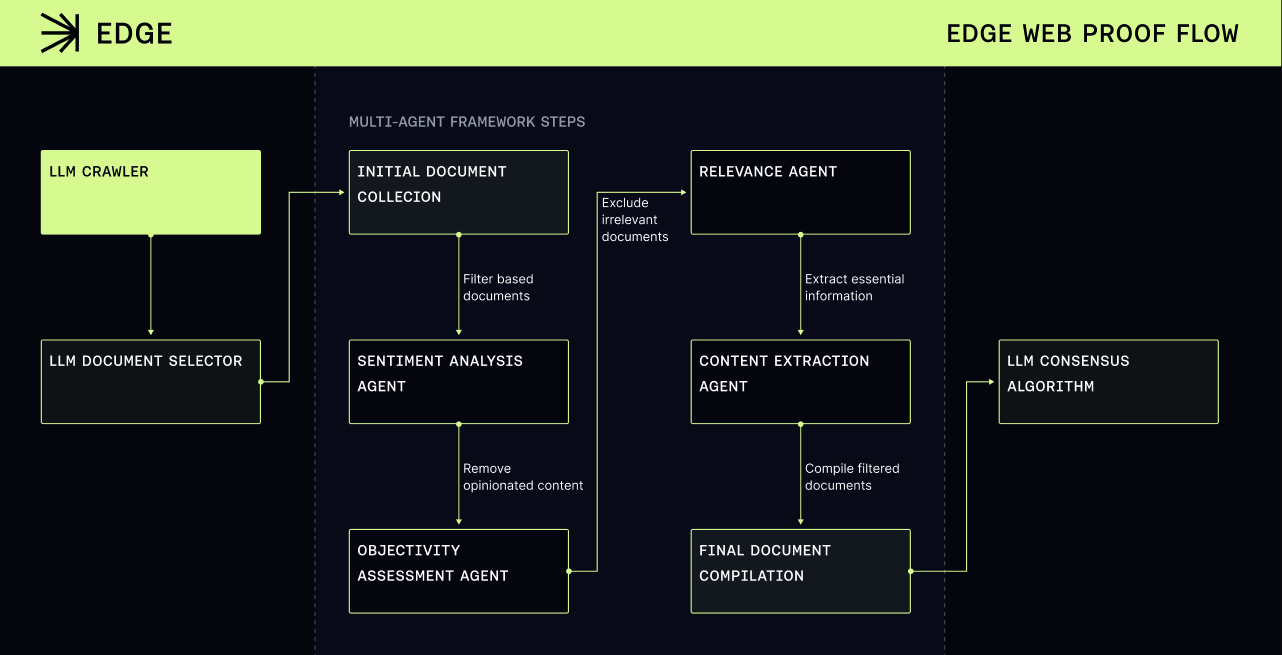 EDGE
EDGE WEB PROOF FLOW
MULTI-AGENT FRAMEWORK STEPS
LLM CRAWLER
LLM DOCUMENT SELECTOR
INITIAL DOCUMENT
COLLECION
Filter based
documents
SENTIMENT ANALYSIS
AGENT
Remove
opinionated content
OBJECTIVITY
ASSESSMENT AGENT
Exclude
irrelevant
documents
RELEVANCE AGENT
Extract essential
information
CONTENT EXTRACTION
AGENT
Compile filtered
documents
FINAL DOCUMENT
COMPILATION
LLM CONSENSUS
ALGORITHM